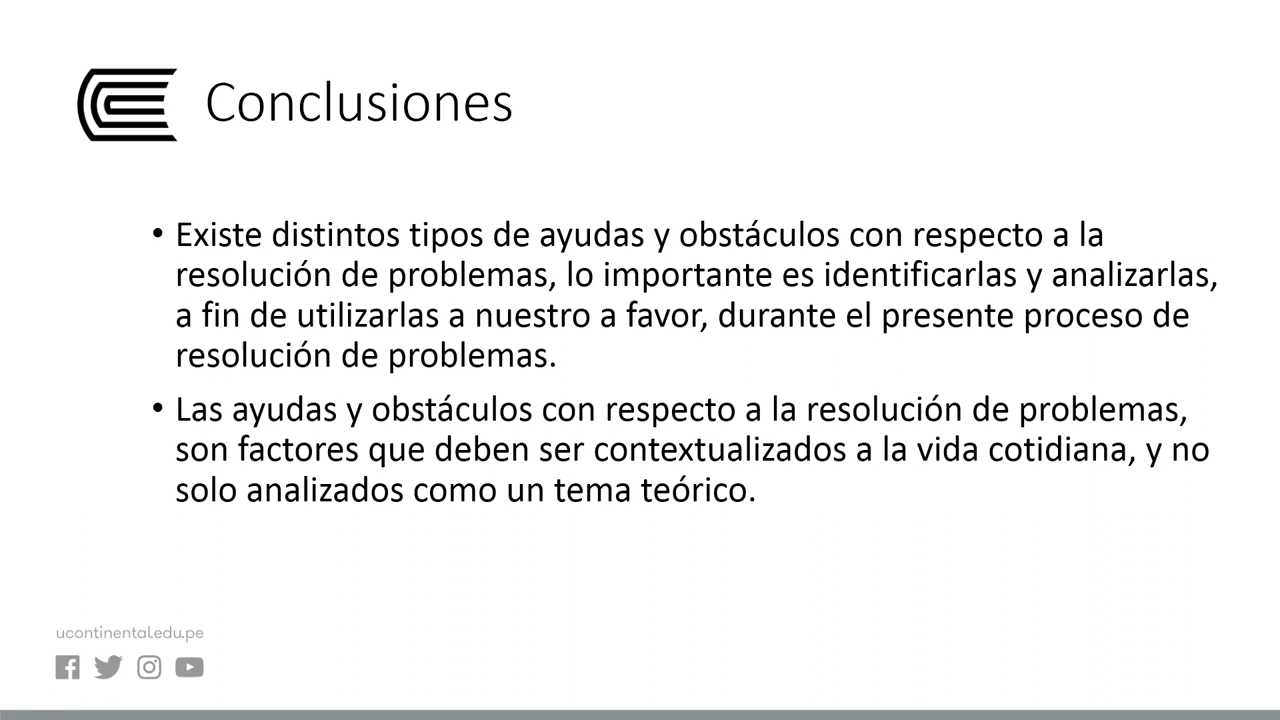 Conclusiones
• Existe distintos tipos de ayudas y obstáculos con respecto a la
resolución de problemas, lo importante es identificarlas y analizarlas,
a fin de utilizarlas a nuestro a favor, durante el presente proceso de
resolución de problemas.
• Las ayudas y obstáculos con respecto a la resolución de problemas,
son factores que deben ser contextualizados a la vida cotidiana, y no
solo analizados como un tema teórico.
ucontinental.edu.pe